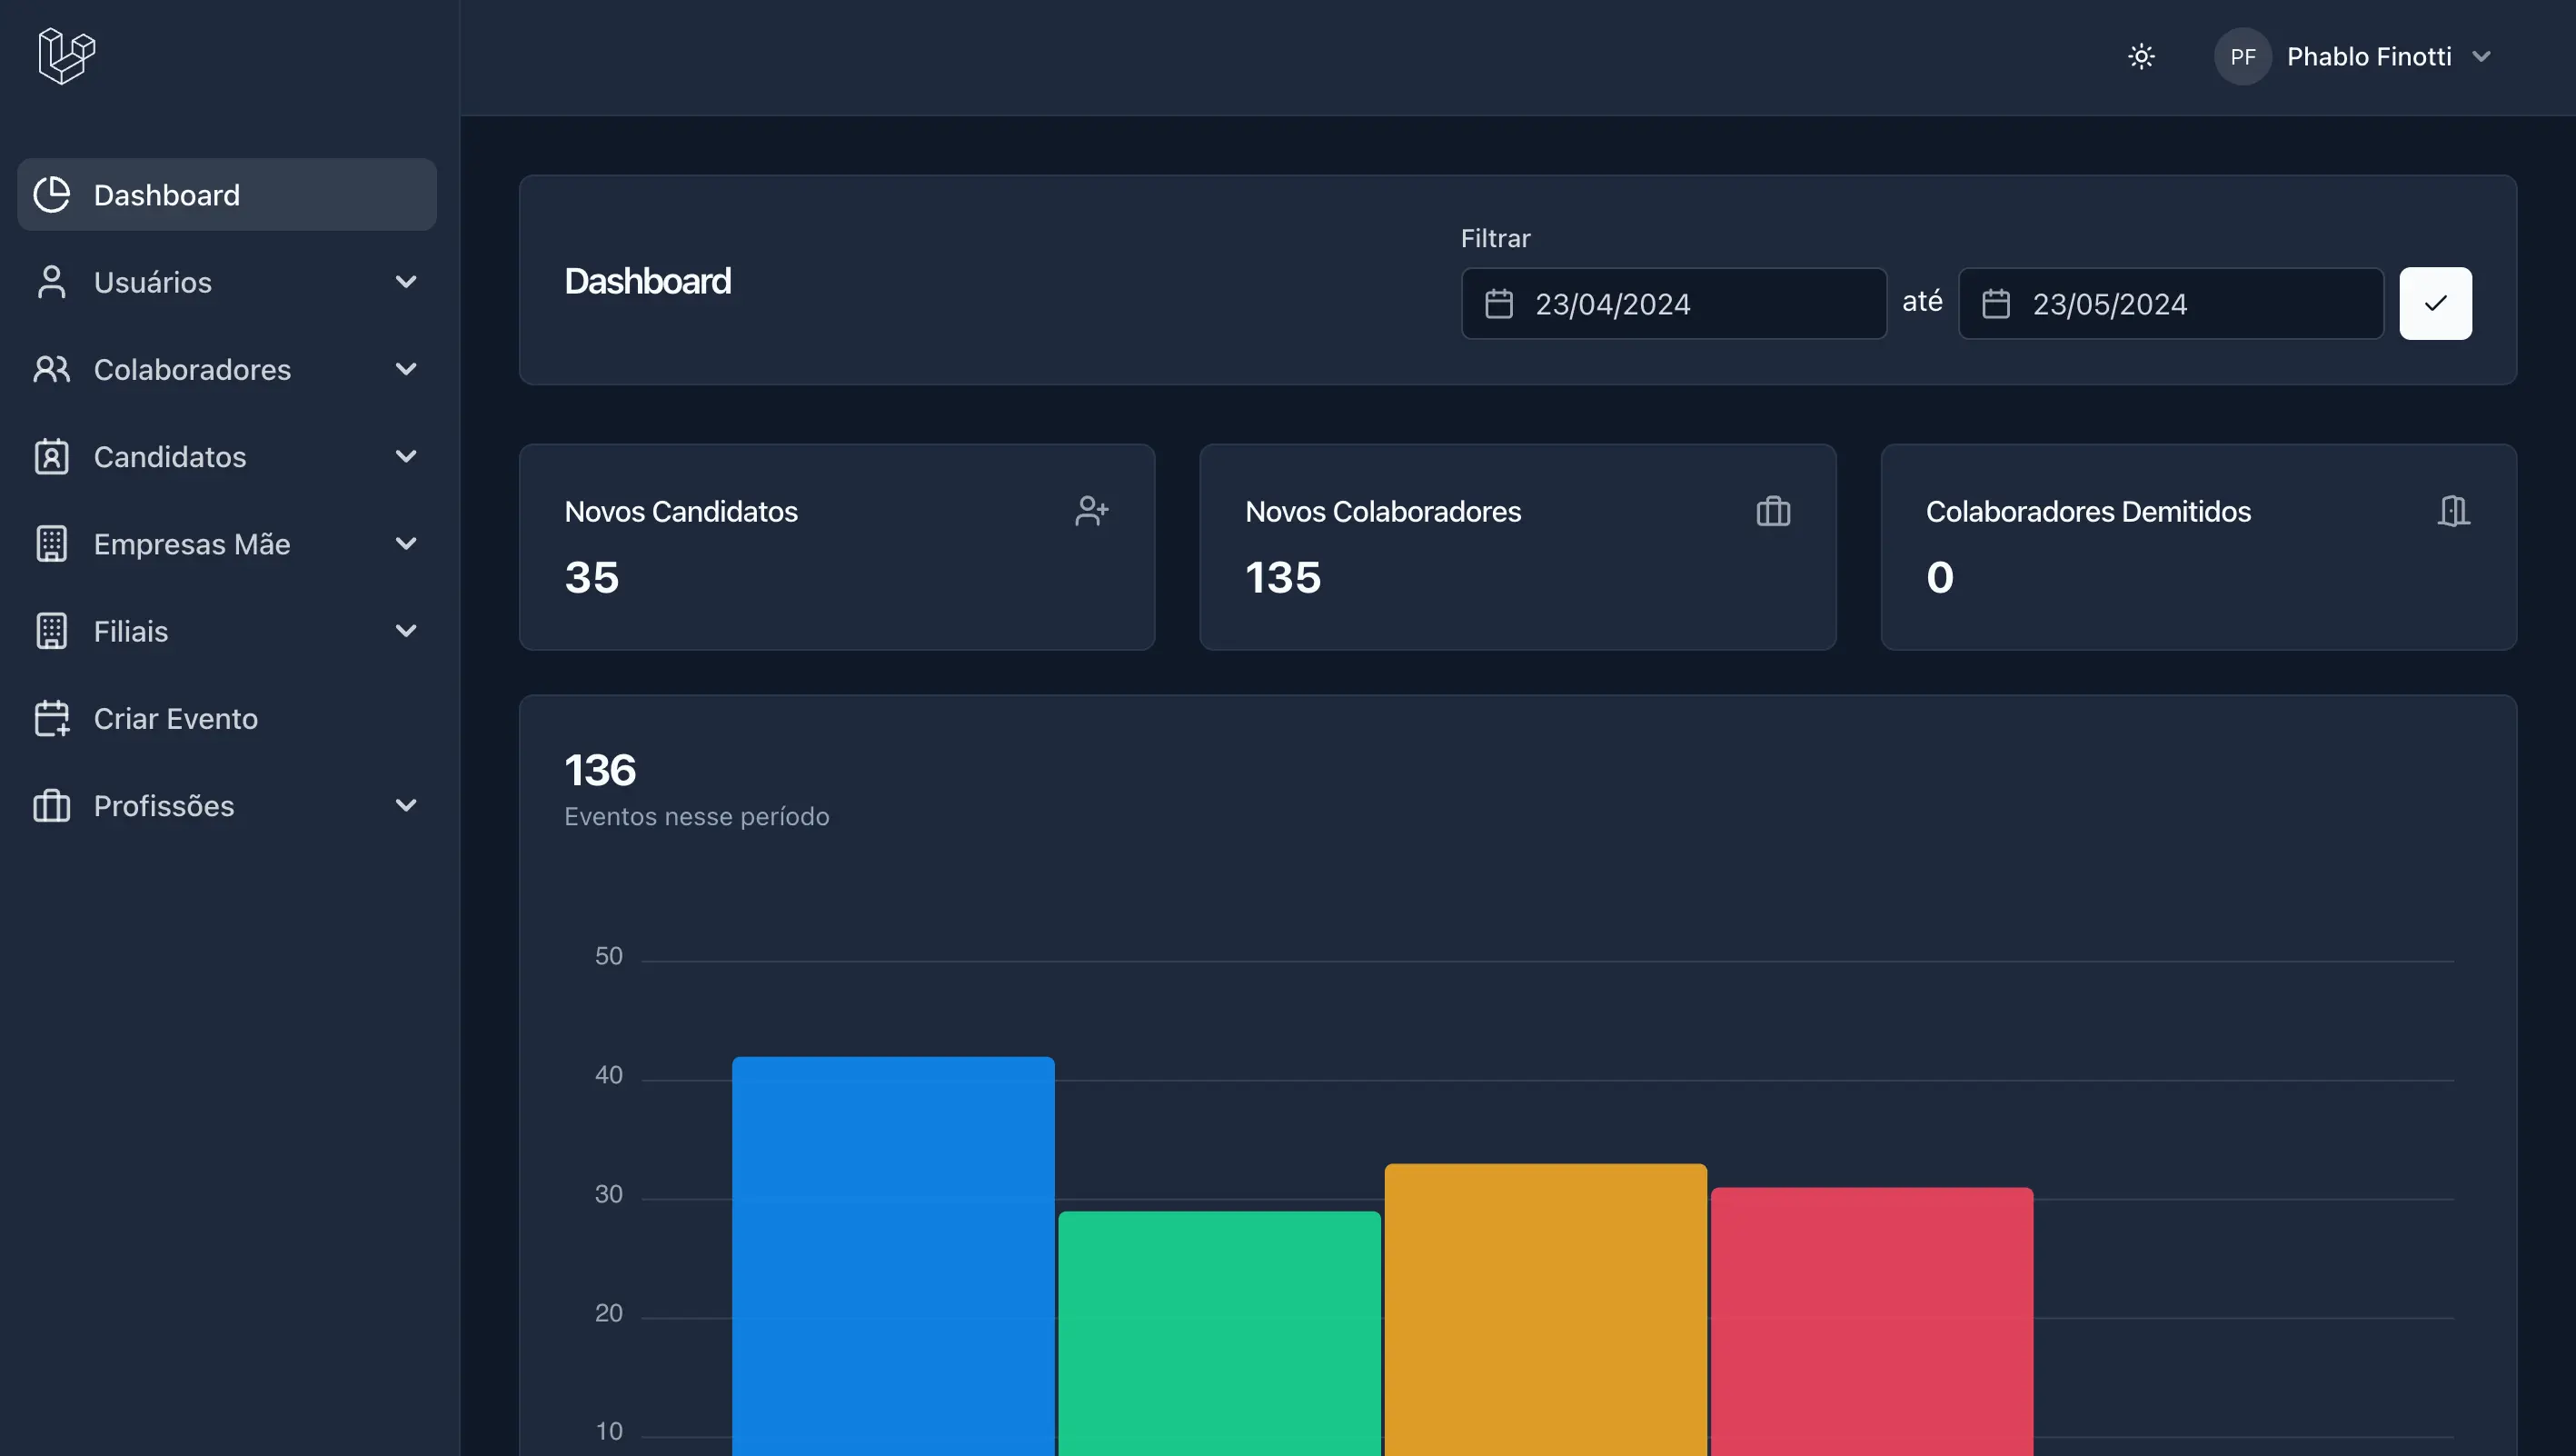 PF
Phablo Finotti
Dashboard
Usuários
Colaboradores
Candidatos
Empresas Mãe
Filiais
Criar Evento
Profissões
Dashboard
Filtrar
23/04/2024
até
23/05/2024
Novos Candidatos
35
Novos Colaboradores
135
Colaboradores Demitidos
0
136
Eventos nesse período
50
40
30
20
10